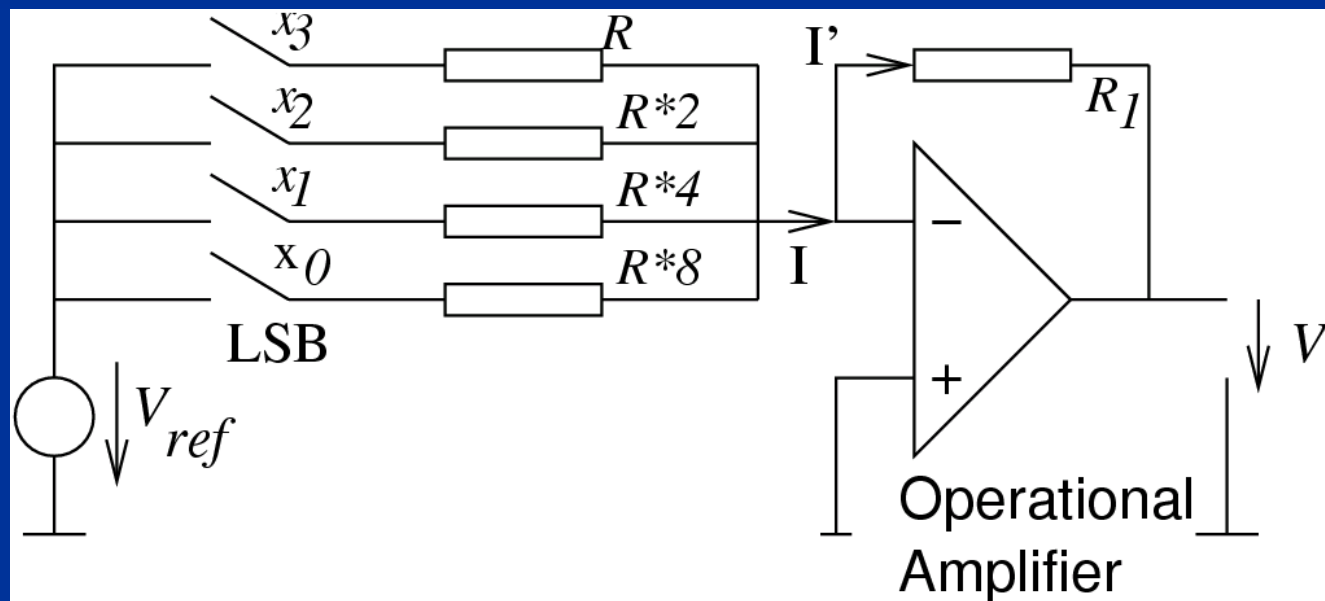 x3
R
I’
R1
x2
R*2
x1
R*4
−
I
x0
R*8
LSB
V
+
Vref
Operational
Amplifier